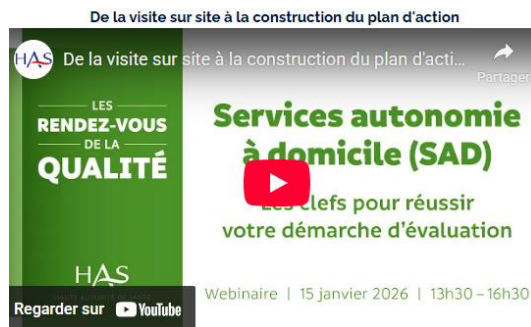 De la visite sur site à la construction du plan d'action
HAS De la visite sur site à la construction du plan d'acti...
Partager
LES
RENDEZ-VOUS
DE LA
QUALITÉ
Services autonomie
à domicile (SAD)
Les clefs pour réussir
votre démarche d'évaluation
HAS
Webinaire | 15 janvier 2026 | 13h30 – 16h30
Regarder sur YouTube